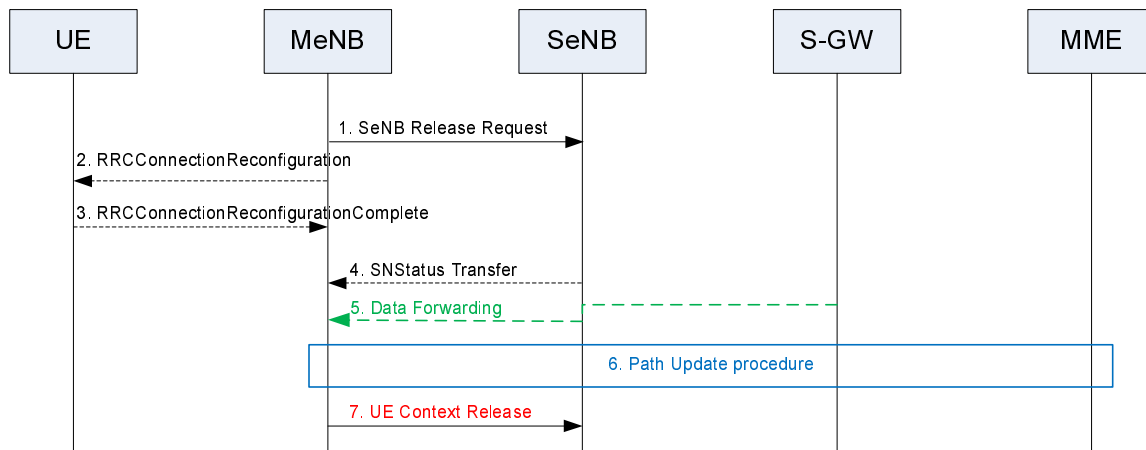 UE
MeNB
SeNB
S-GW
MME
1. SeNB Release Request
2. RRCConnectionReconfiguration
3. RRCConnectionReconfigurationComplete
4. SNStatus Transfer
5. Data Forwarding
6. Path Update procedure
7. UE Context Release